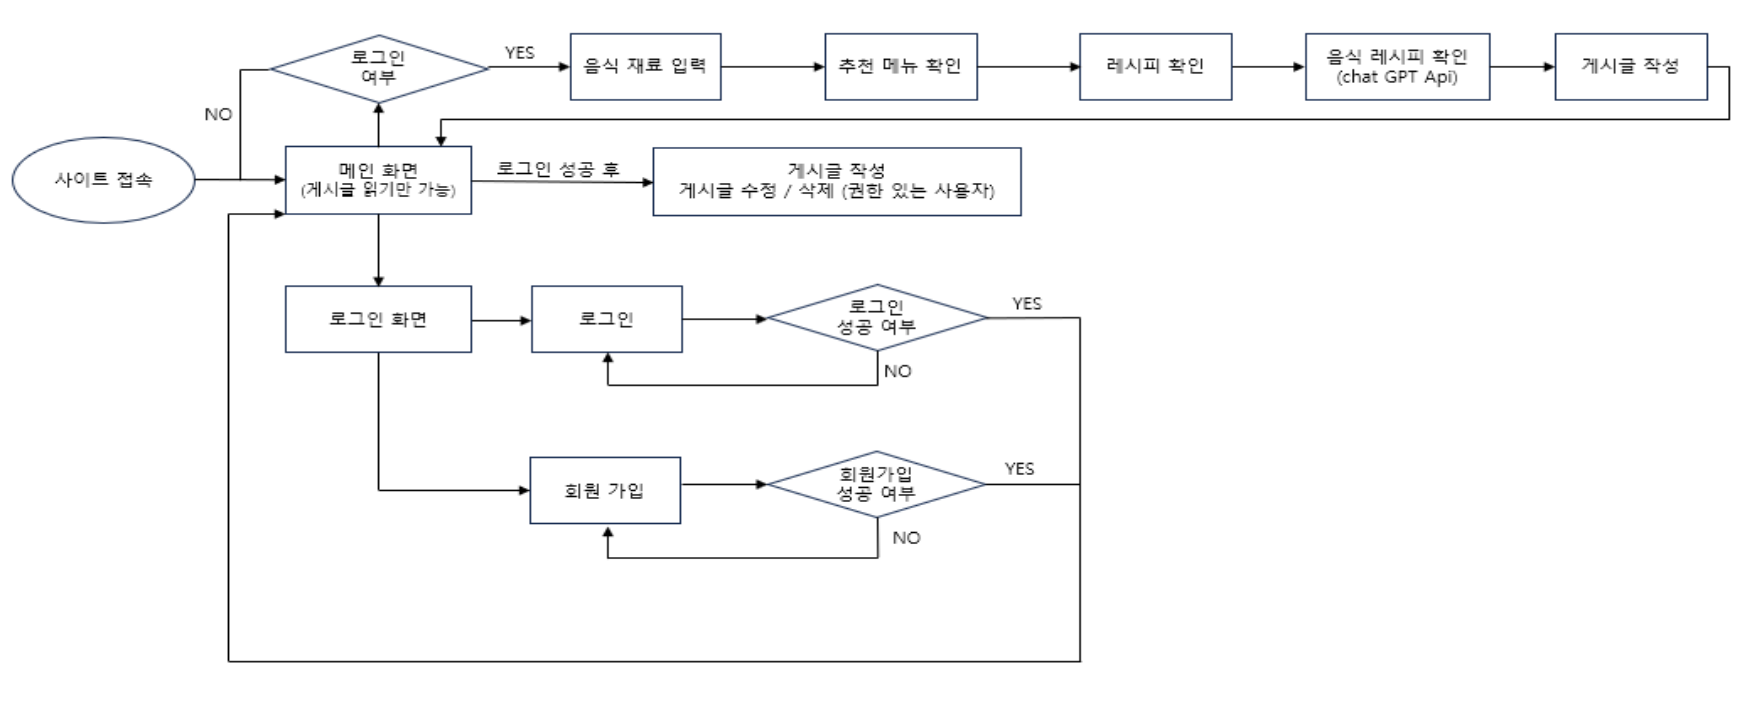 로그인
여부
YES
음식 재료 입력
추천 메뉴 확인
레시피 확인
음식 레시피 확인
(chat GPT Api)
게시글 작성
NO
사이트 접속
메인 화면
(게시글 읽기만 가능)
로그인 성공 후
게시글 작성
게시글 수정 / 삭제 (권한 있는 사용자)
로그인 화면
로그인
로그인
성공 여부
YES
NO
회원 가입
회원가입
성공 여부
YES
NO